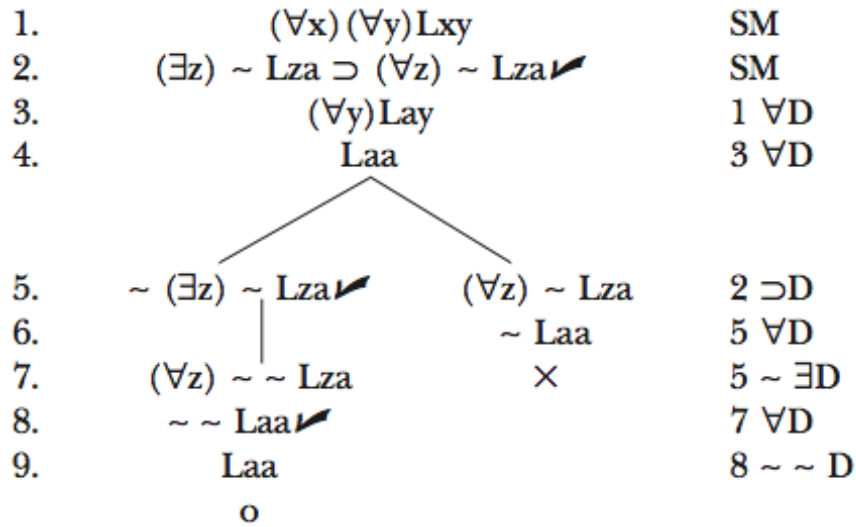 1. (∀x)(∀y)Lxy SM
2. (∃z) ~ Lza ⊃ (∀z) ~ Lza✔ SM
3. (∀y)Lay 1 ∀D
4. Laa 3 ∀D
5. ~ (∃z) ~ Lza✔ (∀z) ~ Lza 2 ⊃D
6. ~ Laa 5 ∀D
7. (∀z) ~ ~ Lza × 5 ~ ∃D
8. ~ ~ Laa✔ 7 ∀D
9. Laa 8 ~ ~ D
o